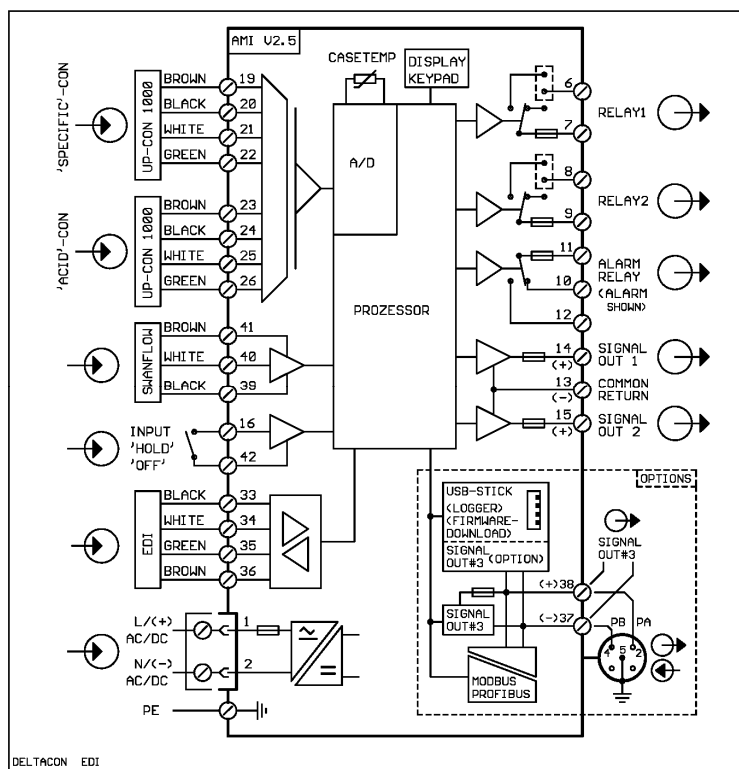 AMI V2.5
CASETEMP
DISPLAY
KEYPAD
A/D
PROZESSOR
'SPECIFIC'-CON
UP-CON 1000
BROWN 19
BLACK 20
WHITE 21
GREEN 22
'ACID'-CON
UP-CON 1000
BROWN 23
BLACK 24
WHITE 25
GREEN 26
SWANFLOW
BROWN 41
WHITE 40
BLACK 39
INPUT
'HOLD'
'OFF'
16
42
EDI
BLACK 33
WHITE 34
GREEN 35
BROWN 36
L/(+)
AC/DC
1
N/(-)
AC/DC
2
PE
6
RELAY1
7
8
RELAY2
9
11
ALARM
RELAY
10
(ALARM
SHOWN)
12
14
(+)
SIGNAL
OUT 1
13
(-)
COMMON
RETURN
15
(+)
SIGNAL
OUT 2
OPTIONS
USB-STICK
(LOGGER)
(FIRMWARE-
DOWNLOAD)
SIGNAL
OUT#3 (OPTION)
SIGNAL
OUT#3
(+)38
SIGNAL
OUT#3
(-)37
PB PA
4 5 2
MODBUS
PROFIBUS
DELTACON EDI